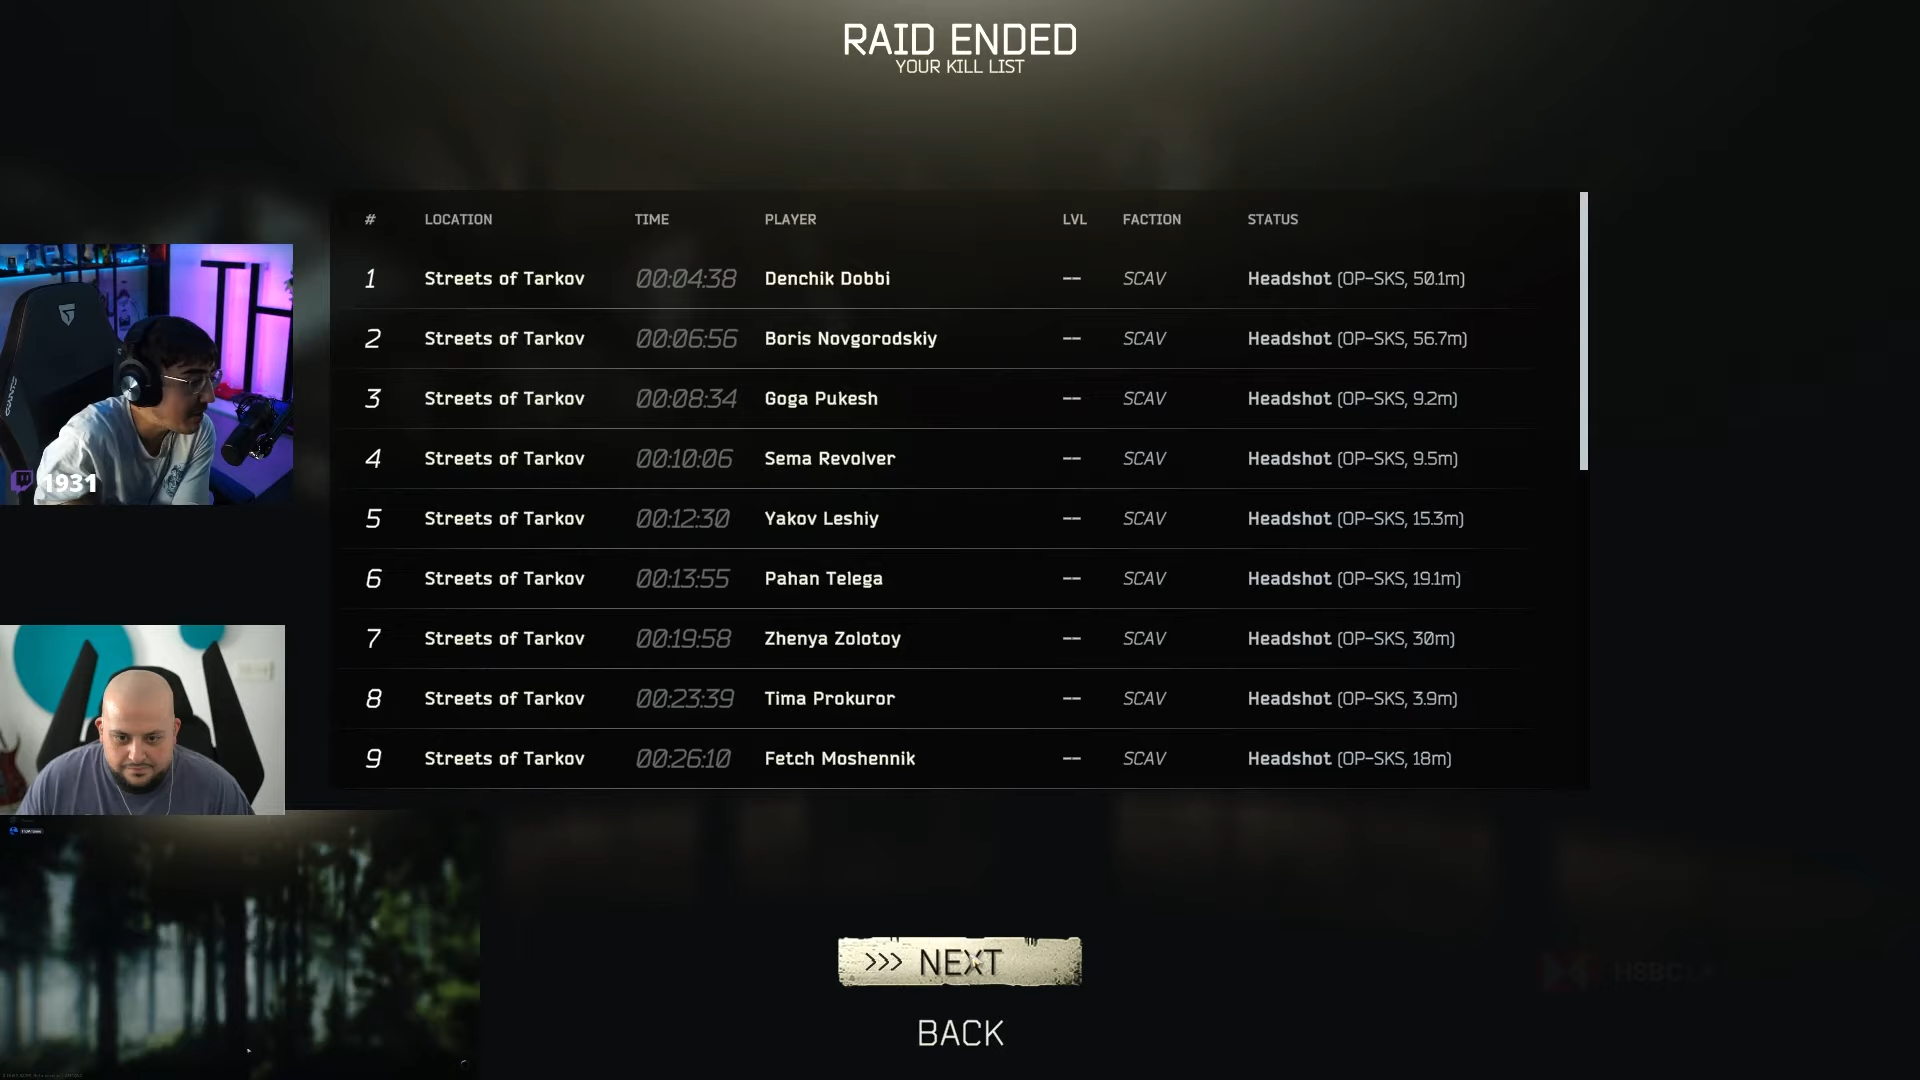 RAID ENDED
YOUR KILL LIST
# LOCATION TIME PLAYER LVL FACTION STATUS
1 Streets of Tarkov 00:04:38 Denchik Dobbi -- SCAV Headshot (OP-SKS, 50.1m)
2 Streets of Tarkov 00:06:56 Boris Novgorodskiy -- SCAV Headshot (OP-SKS, 56.7m)
3 Streets of Tarkov 00:08:34 Goga Pukesh -- SCAV Headshot (OP-SKS, 9.2m)
4 Streets of Tarkov 00:10:06 Sema Revolver -- SCAV Headshot (OP-SKS, 9.5m)
5 Streets of Tarkov 00:12:30 Yakov Leshiy -- SCAV Headshot (OP-SKS, 15.3m)
6 Streets of Tarkov 00:13:55 Pahan Telega -- SCAV Headshot (OP-SKS, 19.1m)
7 Streets of Tarkov 00:19:58 Zhenya Zolotoy -- SCAV Headshot (OP-SKS, 30m)
8 Streets of Tarkov 00:23:39 Tima Prokuror -- SCAV Headshot (OP-SKS, 3.9m)
9 Streets of Tarkov 00:26:10 Fetch Moshennik -- SCAV Headshot (OP-SKS, 18m)
TH
1931
>>> NEXT
BACK